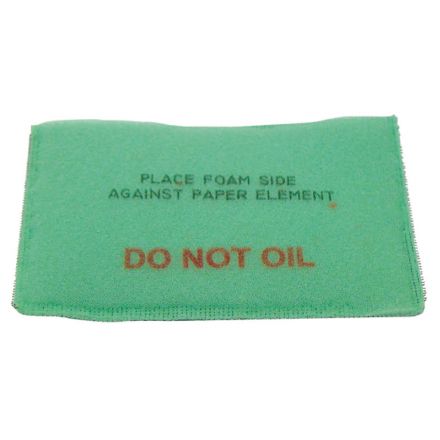 PLACE FOAM SIDE
AGAINST PAPER ELEMENT
DO NOT OIL